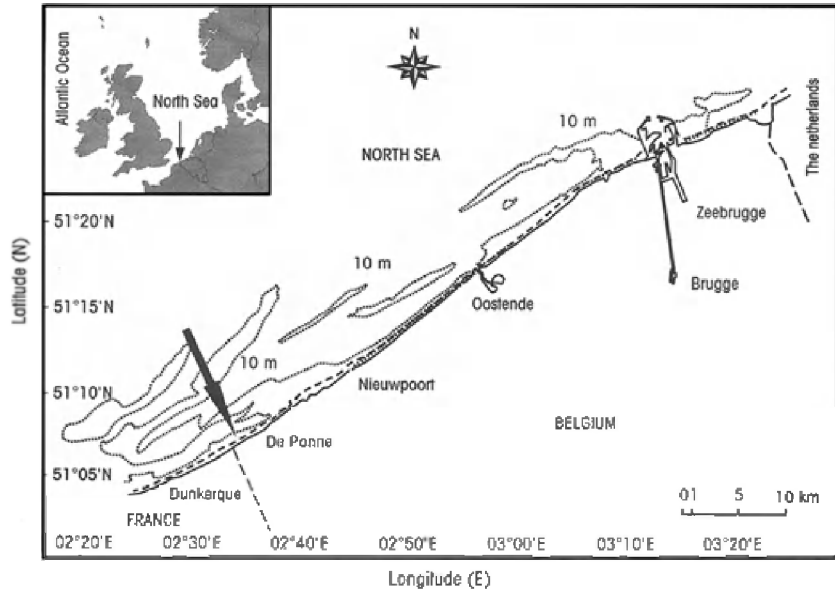 Atlantic Ocean
North Sea
N
NORTH SEA
10 m
The netherlands
Zeebrugge
Brugge
10 m
Oostende
10 m
Nieuwpoort
De Panne
BELGIUM
Dunkerque
FRANCE
01 5 10 km
51°20'N
51°15'N
51°10'N
51°05'N
Latitude (N)
02°20'E 02°30'E 02°40'E 02°50'E 03°00'E 03°10'E 03°20'E
Longitude (E)